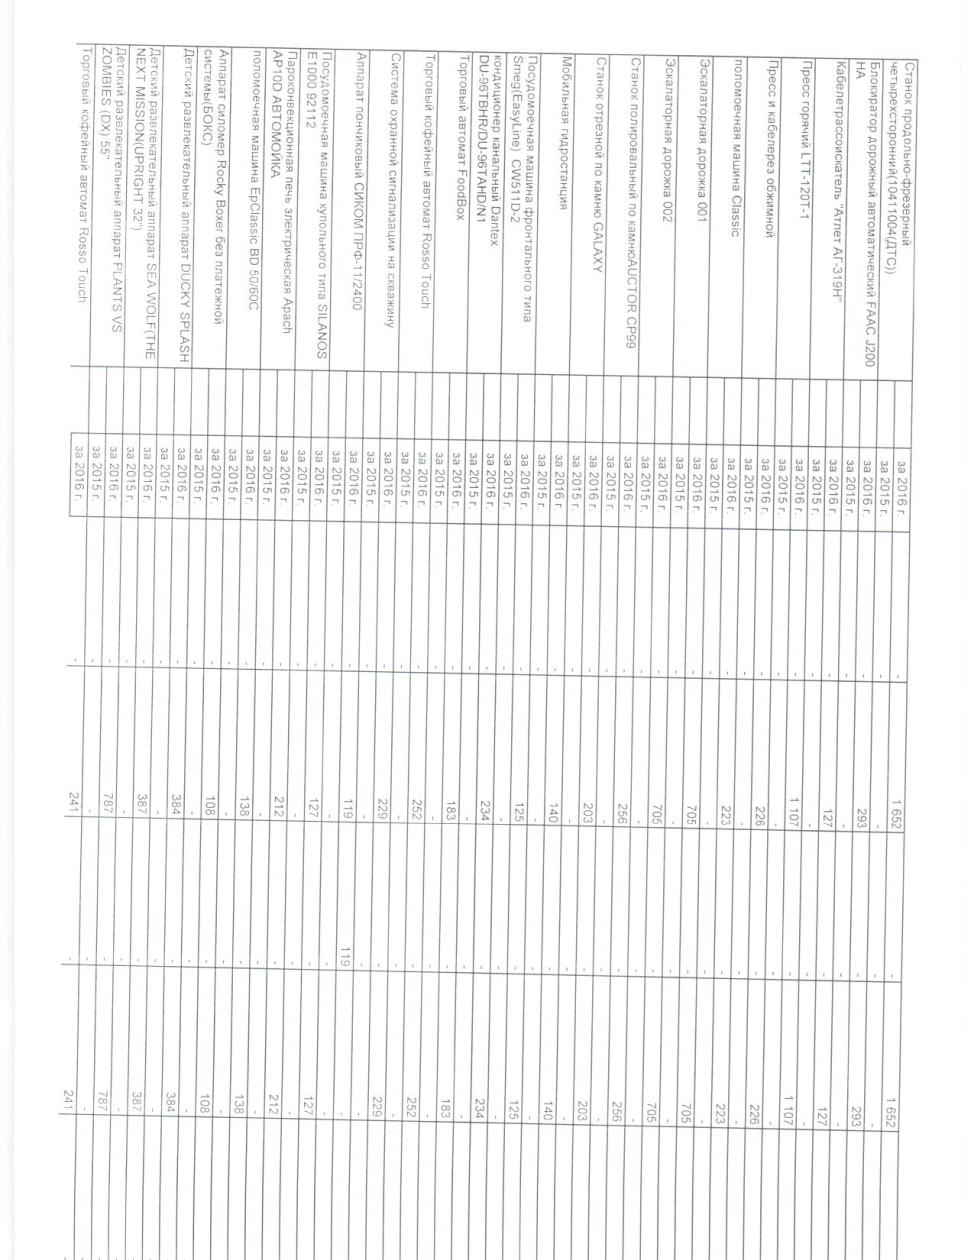 Станок продольно-фрезерный за 2016 г. - 1 652 - 1 652 -
четырехсторонний(10411004(ДТС)) за 2015 г. - - - - -
Блокиратор дорожный автоматический FAAC J200 за 2016 г. - 293 - 293 -
НА за 2015 г. - - - - -
Кабелетрассоискатель "Атлет АГ-319Н" за 2016 г. - 127 - 127 -
за 2015 г. - - - - -
Пресс горячий LTT-120T-1 за 2016 г. - 1 107 - 1 107 -
за 2015 г. - - - - -
Пресс и кабелерез обжимной за 2016 г. - 226 - 226 -
за 2015 г. - - - - -
поломоечная машина Classic за 2016 г. - 223 - 223 -
за 2015 г. - - - - -
Эскалаторная дорожка 001 за 2016 г. - 705 - 705 -
за 2015 г. - - - - -
Эскалаторная дорожка 002 за 2016 г. - 705 - 705 -
за 2015 г. - - - - -
Станок полировальный по камнюAUCTOR CP99 за 2016 г. - 256 - 256 -
за 2015 г. - - - - -
Станок отрезной по камню GALAXY за 2016 г. - 203 - 203 -
за 2015 г. - - - - -
Мобильная гидростанция за 2016 г. - 140 - 140 -
за 2015 г. - - - - -
Посудомоечная машина фронтального типа за 2016 г. - 125 - 125 -
Smeg(EasyLine) CW511D-2 за 2015 г. - - - - -
кондиционер канальный Dantex за 2016 г. - 234 - 234 -
DU-96TBHR/DU-96TAHD/N1 за 2015 г. - - - - -
Торговый автомат FoodBox за 2016 г. - 183 - 183 -
за 2015 г. - - - - -
Торговый кофейный автомат Rosso Touch за 2016 г. - 252 - 252 -
за 2015 г. - - - - -
Система охранной сигнализации на скважину за 2016 г. - 229 - 229 -
за 2015 г. - - - - -
Аппарат пончиковый СИКОМ ПРФ-11/2400 за 2016 г. - 119 119 - -
за 2015 г. - - - - -
Посудомоечная машина купольного типа SILANOS за 2016 г. - 127 - 127 -
E1000 92112 за 2015 г. - - - - -
Пароконвекционная печь электрическая Apach за 2016 г. - 212 - 212 -
AP10D АВТОМОЙКА за 2015 г. - - - - -
поломоечная машина EpClassic BD 50/60C за 2016 г. - 138 - 138 -
за 2015 г. - - - - -
Аппарат силомер Rocky Boxer без платежной за 2016 г. - 108 - 108 -
системы(БОКС) за 2015 г. - - - - -
Детский развлекательный аппарат DUCKY SPLASH за 2016 г. - 384 - 384 -
за 2015 г. - - - - -
Детский развлекательный аппарат SEA WOLF(THE за 2016 г. - 387 - 387 -
NEXT MISSION(UPRIGHT 32") за 2015 г. - - - - -
Детский развлекательный аппарат PLANTS VS за 2016 г. - 787 - 787 -
ZOMBIES (DX) 55" за 2015 г. - - - - -
Торговый кофейный автомат Rosso Touch за 2016 г. - 241 - 241 -